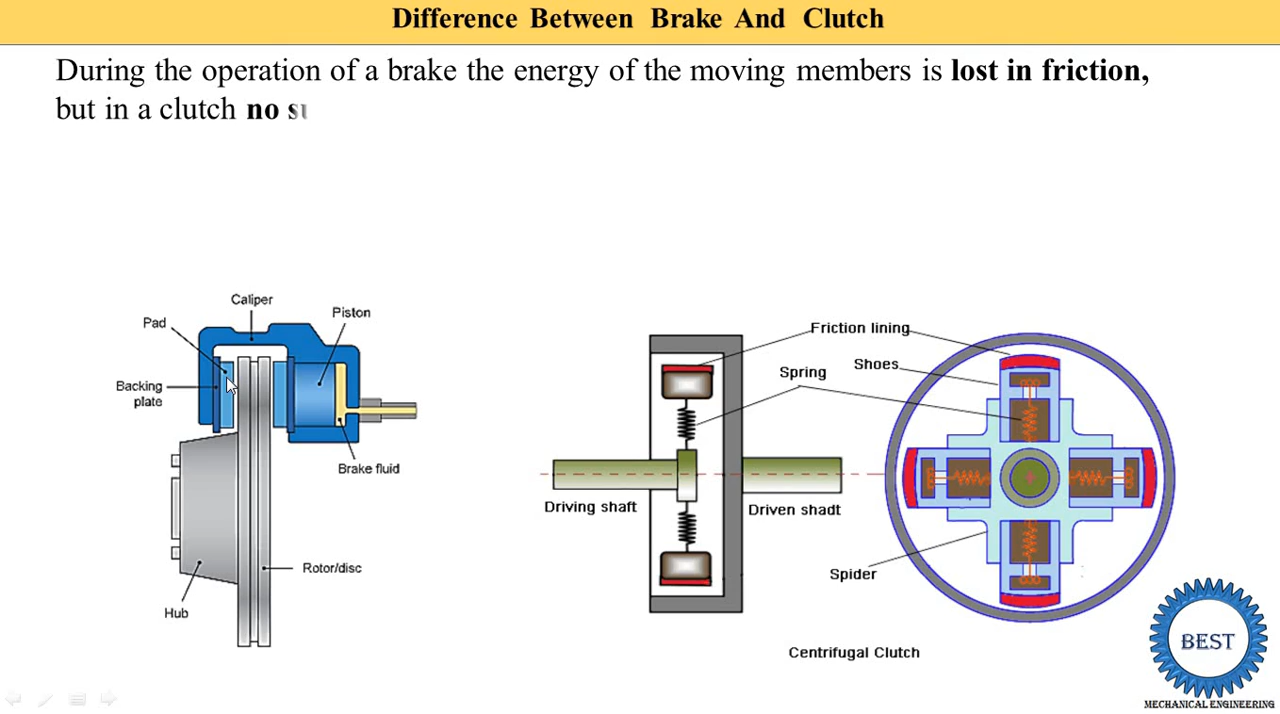 Difference Between Brake And Clutch
During the operation of a brake the energy of the moving members is lost in friction,
but in a clutch no
Caliper
Pad
Piston
Backing
plate
Brake fluid
Rotor/disc
Hub
Friction lining
Shoes
Spring
Driving shaft
Driven shadt
Spider
Centrifugal Clutch
BEST
MECHANICAL ENGINEERING